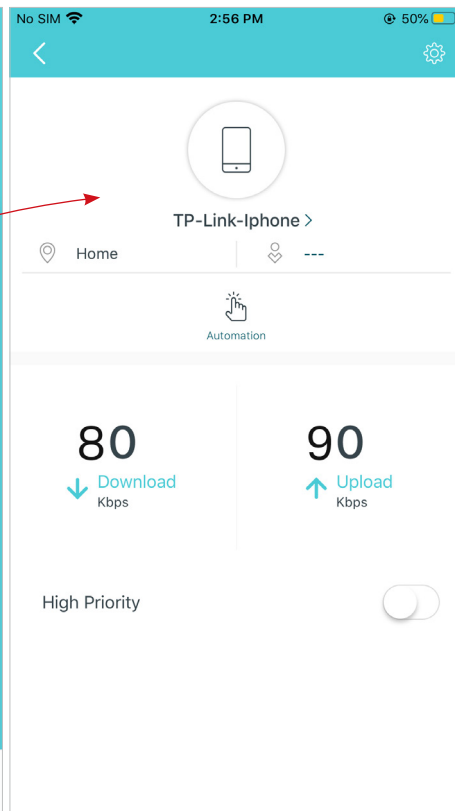 No SIM 2:56 PM 50%
TP-Link-Iphone >
Home ---
Automation
80 90
Download Upload
Kbps Kbps
High Priority